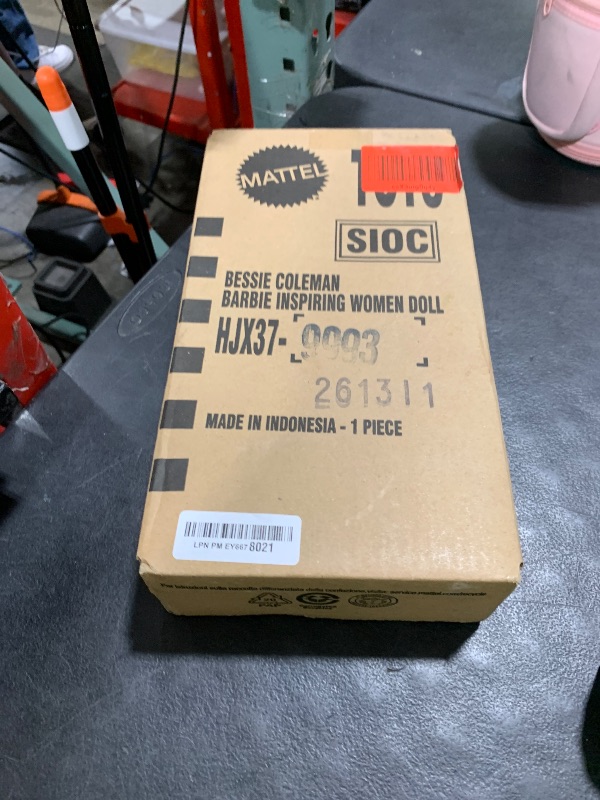 MATTEL
SIOC
BESSIE COLEMAN
BARBIE INSPIRING WOMEN DOLL
HJX37-9993
261311
MADE IN INDONESIA - 1 PIECE
LPN PM EY6678021